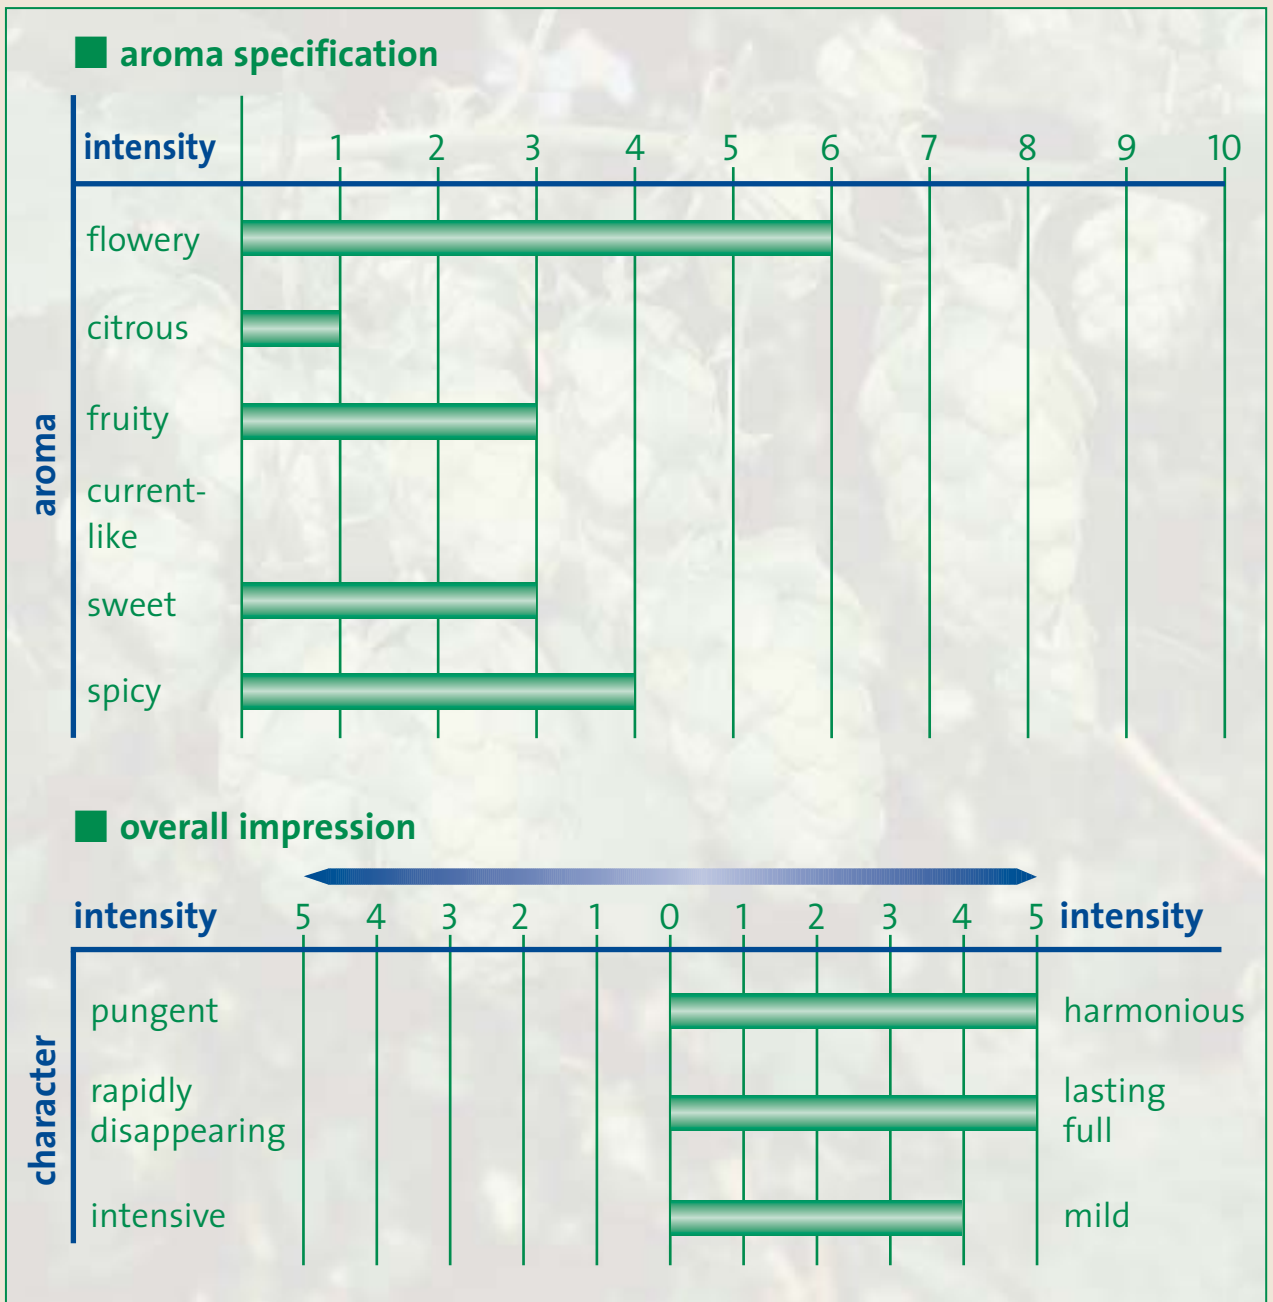 aroma specification
intensity 1 2 3 4 5 6 7 8 9 10
aroma
flowery
citrous
fruity
current-
like
sweet
spicy
overall impression
intensity 5 4 3 2 1 0 1 2 3 4 5 intensity
character
pungent harmonious
rapidly lasting
disappearing full
intensive mild